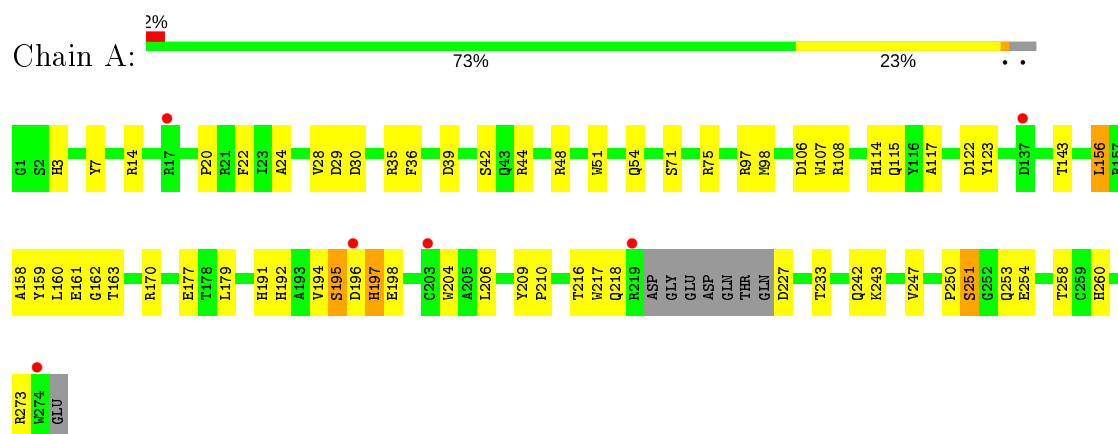 2%
Chain A:
73% 23% • •
G1 S2 H3 Y7 R14 R17 P20 R21 F22 I23 A24 V28 D29 D30 R35 F36 D39 S42 Q43 R44 R48 W51 Q54 S71 R75 R97 M98 D106 W107 R108 H114 Q115 Y116 A117 D122 Y123 D137 T143 L156 R157
A158 Y159 L160 E161 G162 T163 R170 E177 T178 L179 H191 H192 A193 V194 S195 D196 H197 E198 C203 W204 A205 L206 Y209 P210 T216 W217 Q218 R219 ASP GLY GLU ASP GLN THR GLN D227 T233 Q242 K243 V247 P250 S251 G252 Q253 E254 T258 C259 H260
R273 W274 GLU